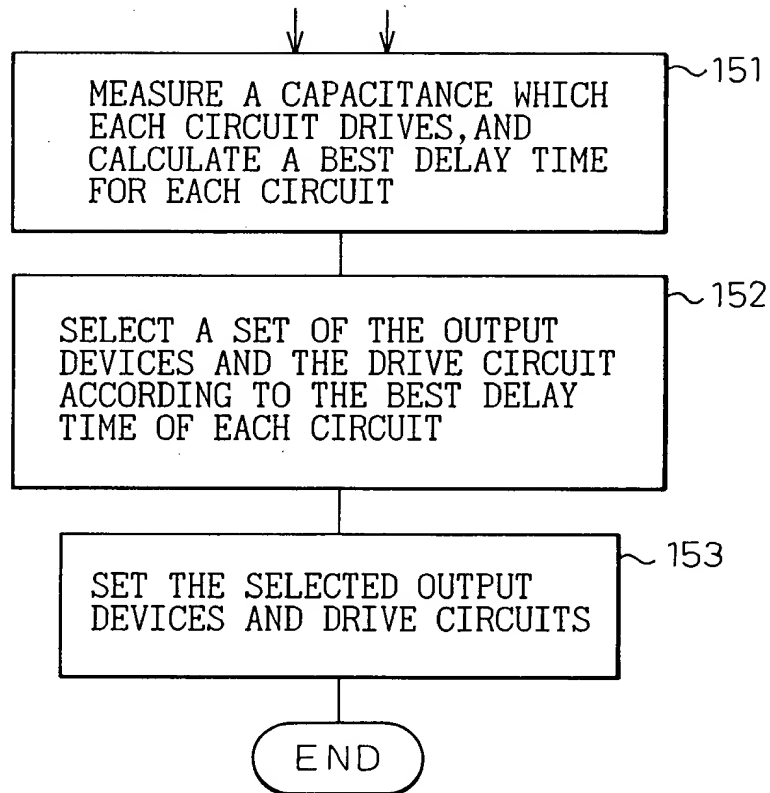 151
MEASURE A CAPACITANCE WHICH
EACH CIRCUIT DRIVES,AND
CALCULATE A BEST DELAY TIME
FOR EACH CIRCUIT
152
SELECT A SET OF THE OUTPUT
DEVICES AND THE DRIVE CIRCUIT
ACCORDING TO THE BEST DELAY
TIME OF EACH CIRCUIT
153
SET THE SELECTED OUTPUT
DEVICES AND DRIVE CIRCUITS
END